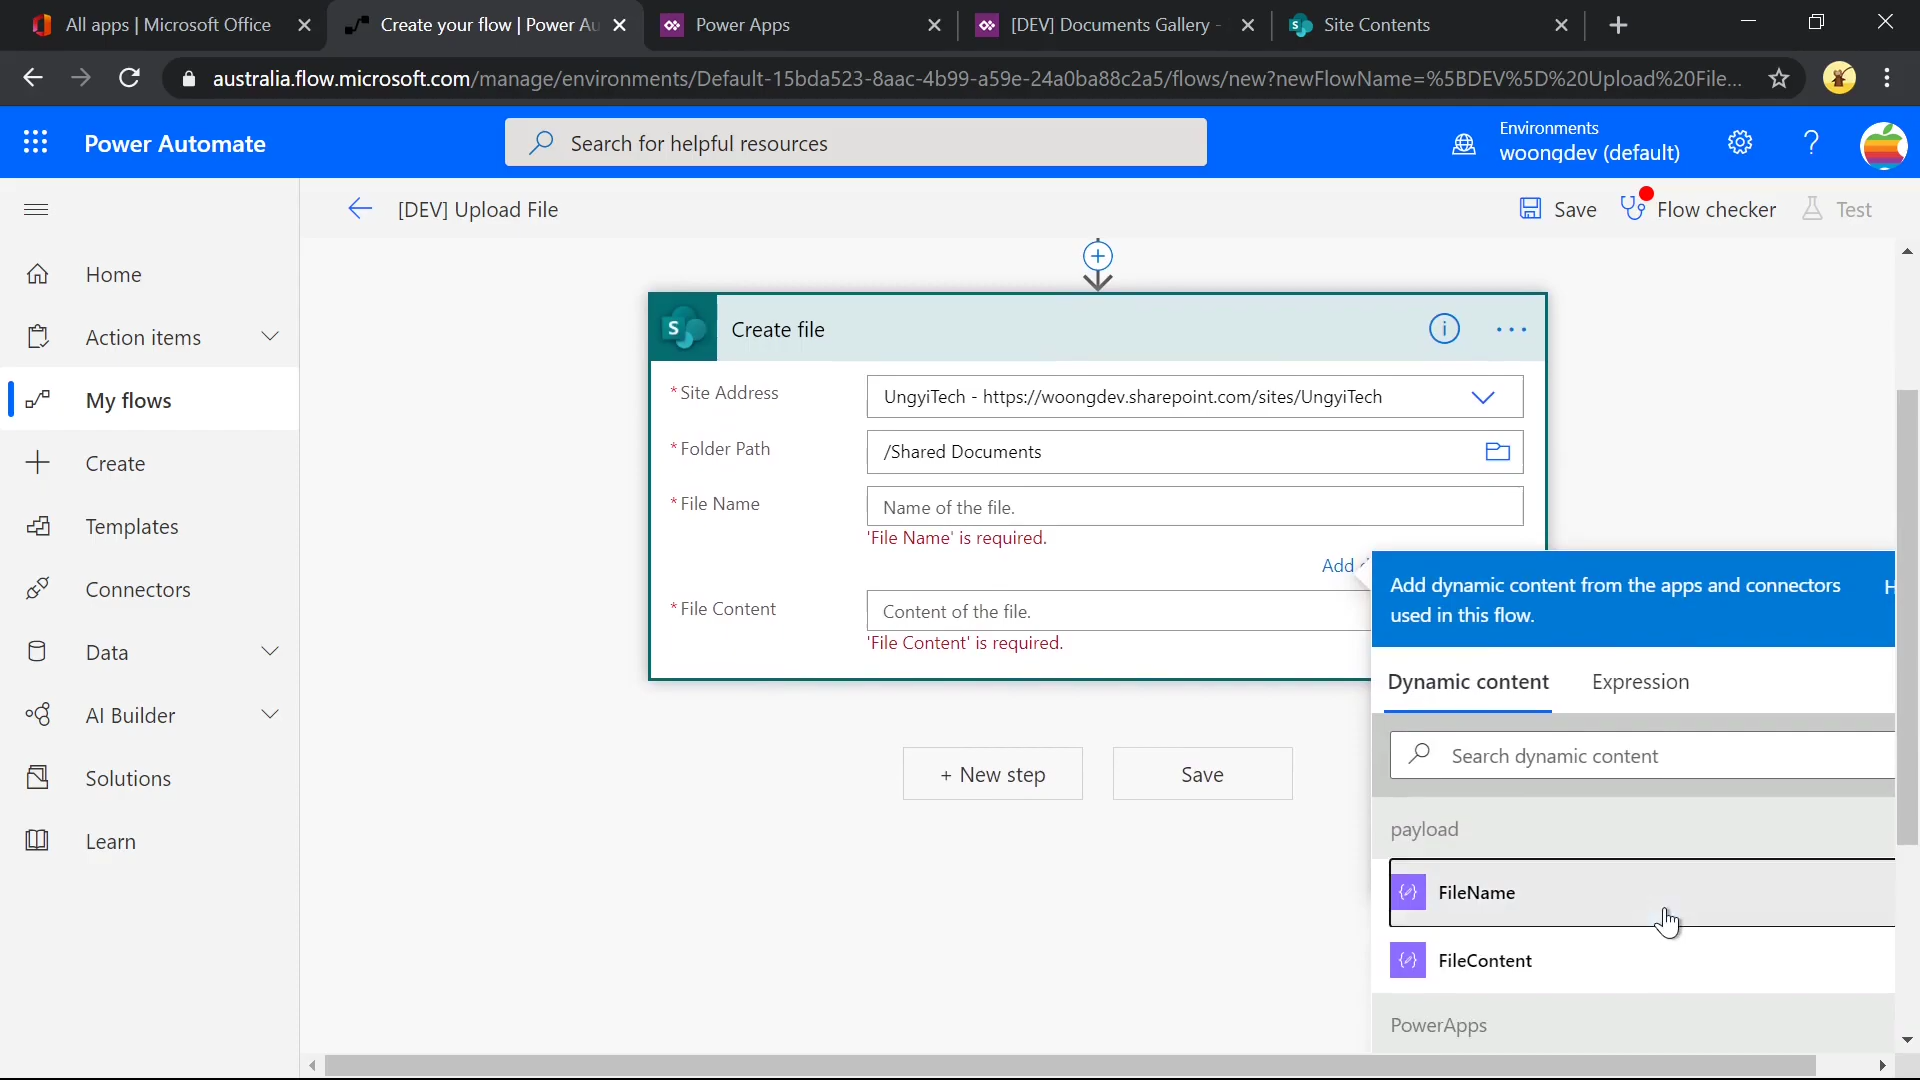 All apps | Microsoft Office
Create your flow | Power Au
Power Apps
[DEV] Documents Gallery -
Site Contents
australia.flow.microsoft.com/manage/environments/Default-15bda523-8aac-4b99-a59e-24a0ba88c2a5/flows/new?newFlowName=%5BDEV%5D%20Upload%20File...
Power Automate
Search for helpful resources
Environments
woongdev (default)
[DEV] Upload File
Save
Flow checker
Test
Home
Action items
My flows
Create
Templates
Connectors
Data
AI Builder
Solutions
Learn
S
Create file
* Site Address
UngyiTech - https://woongdev.sharepoint.com/sites/UngyiTech
* Folder Path
/Shared Documents
* File Name
Name of the file.
'File Name' is required.
Add
* File Content
Content of the file.
'File Content' is required.
+ New step
Save
Add dynamic content from the apps and connectors
used in this flow.
Dynamic content
Expression
Search dynamic content
payload
FileName
FileContent
PowerApps